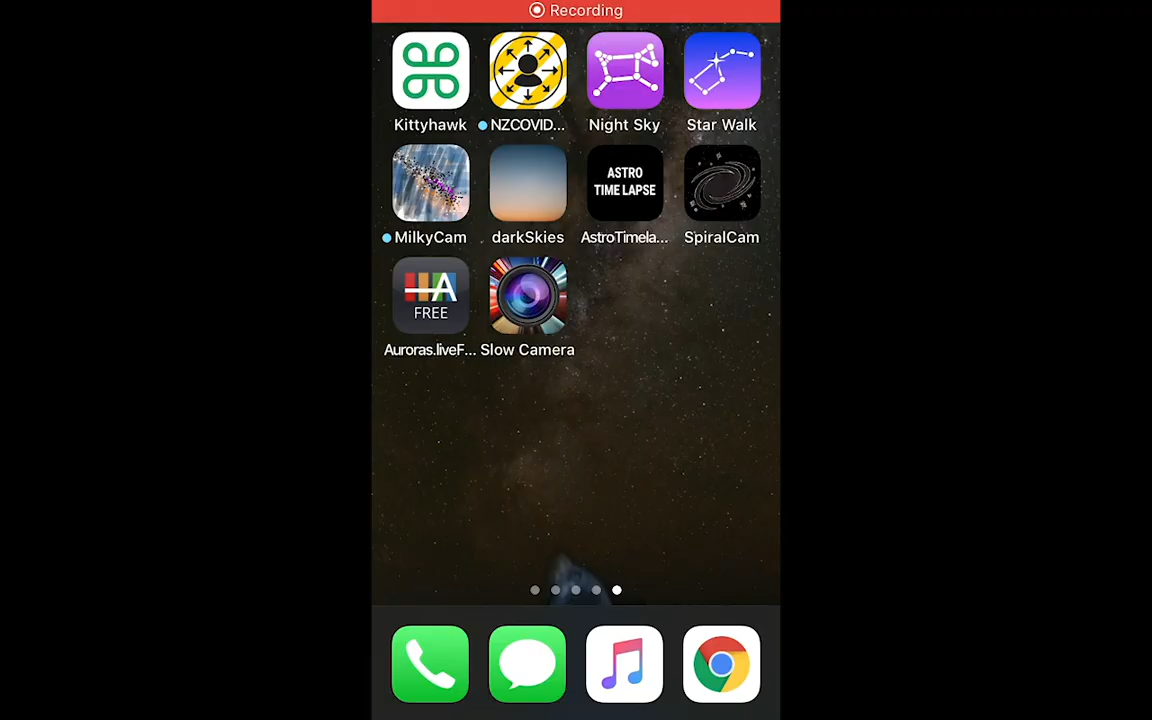 Recording
Kittyhawk
NZCOVID...
Night Sky
Star Walk
ASTRO
TIME LAPSE
MilkyCam
darkSkies
AstroTimela...
SpiralCam
A
FREE
Auroras.liveF...
Slow Camera